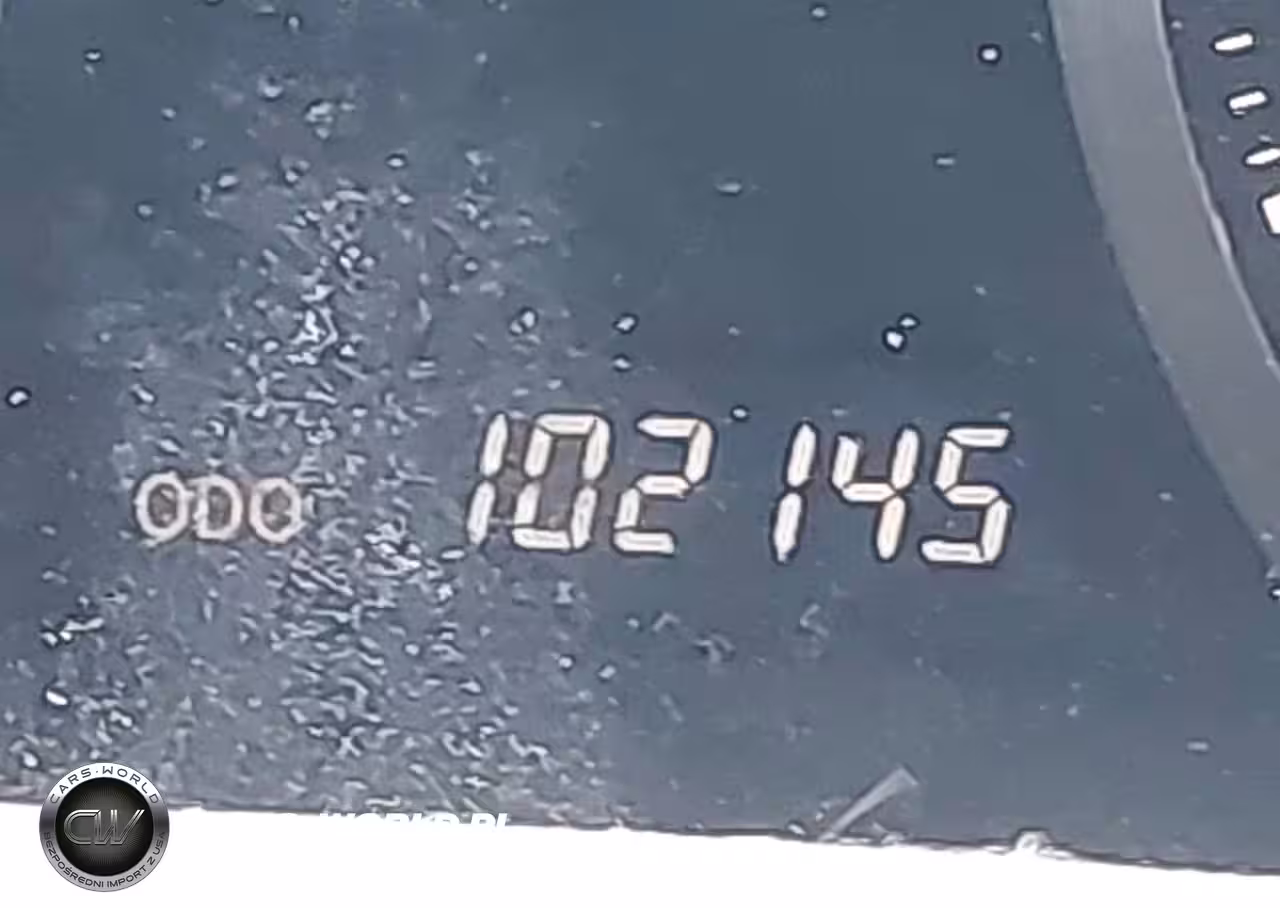 ODO 102145
CARS·WORLD
CW
BEZPOŚREDNI IMPORT Z USA